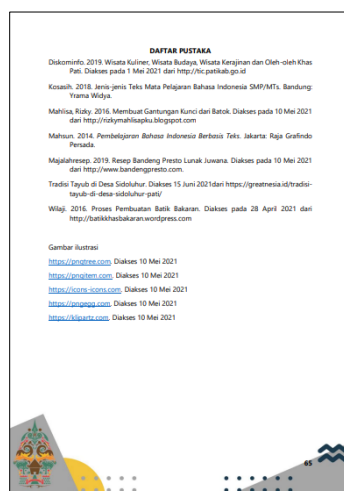 DAFTAR PUSTAKA
Diskominfo. 2019. Wisata Kuliner, Wisata Budaya, Wisata Kerajinan dan Oleh-oleh Khas
Pati. Diakses pada 1 Mei 2021 dari http://tic.patikab.go.id
Kosasih. 2018. Jenis-jenis Teks Mata Pelajaran Bahasa Indonesia SMP/MTs. Bandung:
Yrama Widya.
Mahlisa, Rizky. 2016. Membuat Gantungan Kunci dari Batok. Diakses pada 10 Mei 2021
dari http://rizkymahlisapku.blogspot.com
Mahsun. 2014. Pembelajaran Bahasa Indonesia Berbasis Teks. Jakarta: Raja Grafindo
Persada.
Majalahresep. 2019. Resep Bandeng Presto Lunak Juwana. Diakses pada 10 Mei 2021
dari http://www.bandengpresto.com.
Tradisi Tayub di Desa Sidoluhur. Diakses 15 Juni 2021dari https://greatnesia.id/tradisi-
tayub-di-desa-sidoluhur-pati/
Wilaji. 2016. Proses Pembuatan Batik Bakaran. Diakses pada 28 April 2021 dari
http://batikkhasbakaran.wordpress.com
Gambar ilustrasi
https://pngtree.com. Diakses 10 Mei 2021
https://pngitem.com. Diakses 10 Mei 2021
https://icons-icons.com. Diakses 10 Mei 2021
https://pngegg.com. Diakses 10 Mei 2021
https://klipartz.com. Diakses 10 Mei 2021
65